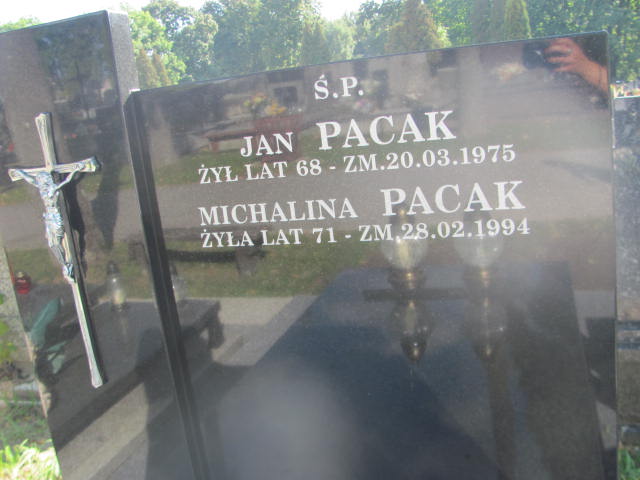 Ś.P.
JAN PACAK
ŻYŁ LAT 68 - ZM.20.03.1975
MICHALINA PACAK
ŻYŁA LAT 71 - ZM.28.02.1994